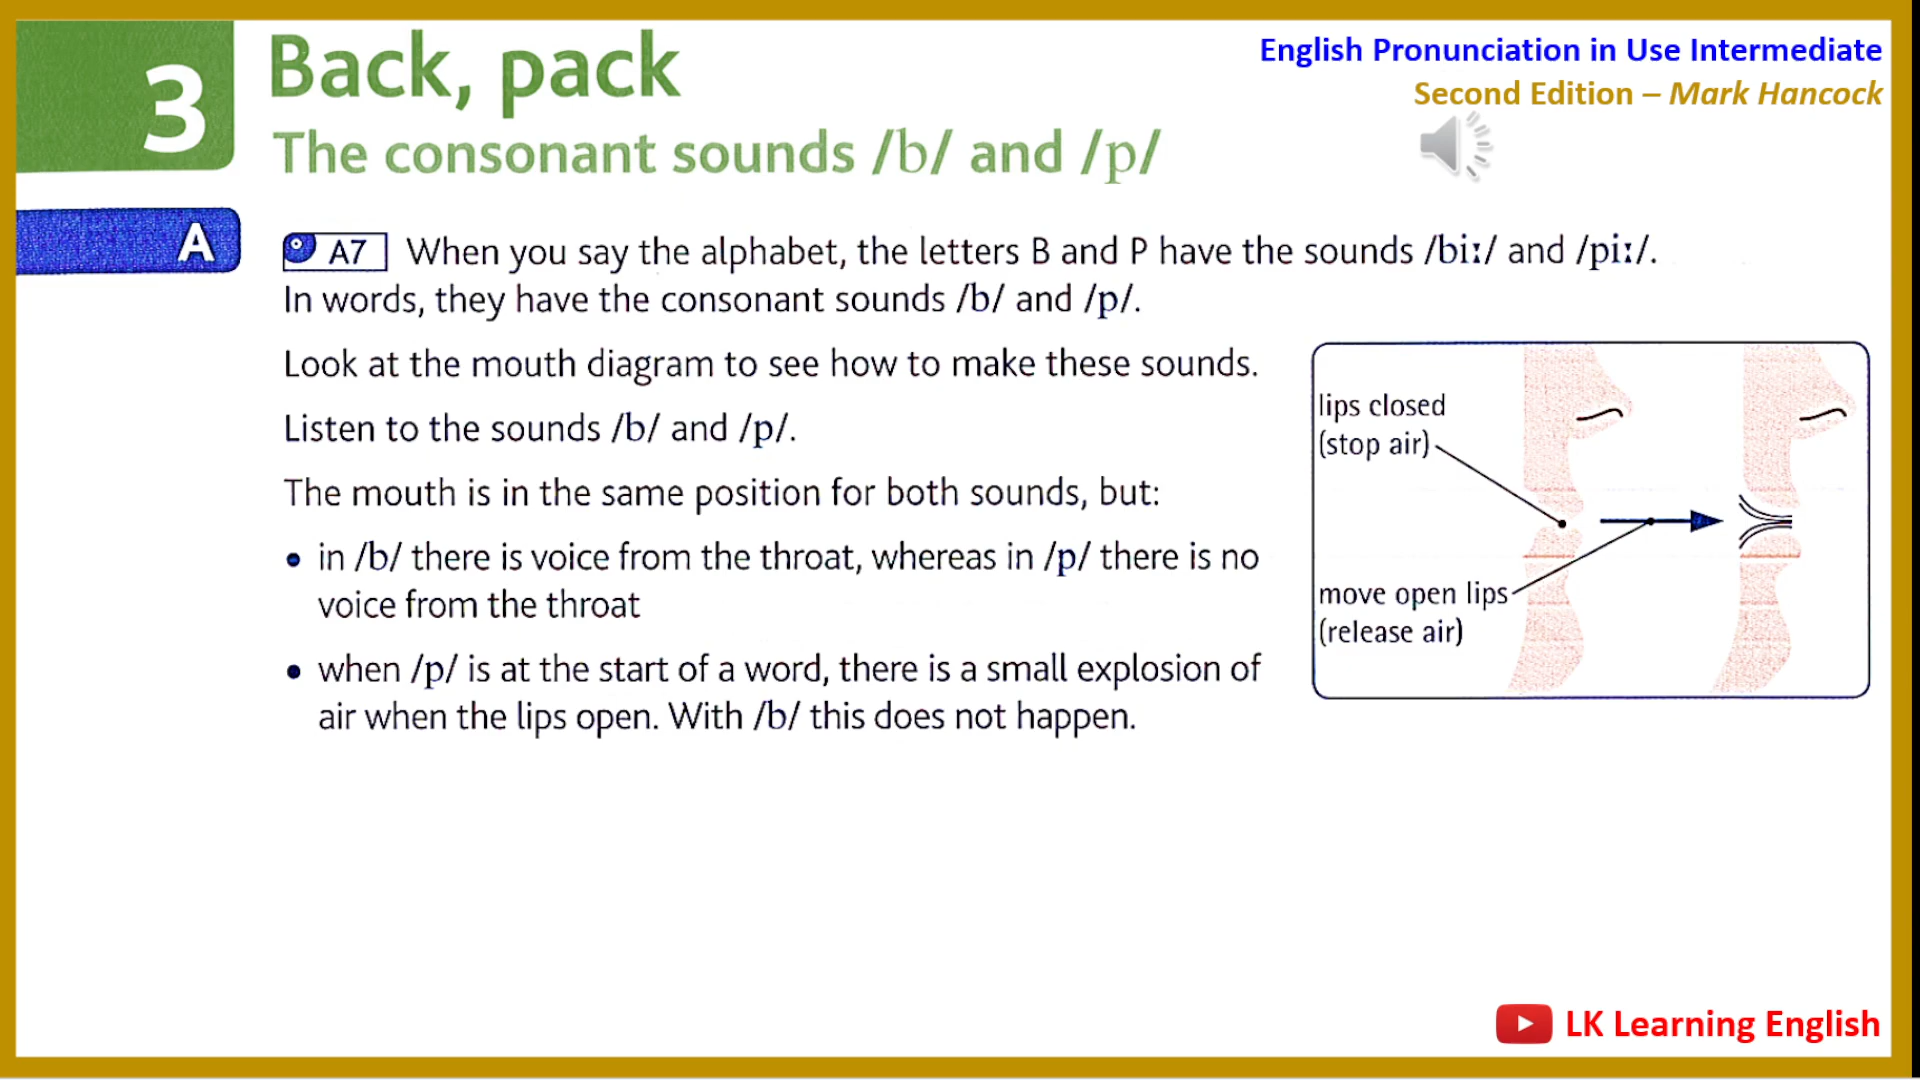 3
Back, pack
The consonant sounds /b/ and /p/
English Pronunciation in Use Intermediate
Second Edition – Mark Hancock
A
A7 When you say the alphabet, the letters B and P have the sounds /biː/ and /piː/.
In words, they have the consonant sounds /b/ and /p/.
Look at the mouth diagram to see how to make these sounds.
Listen to the sounds /b/ and /p/.
The mouth is in the same position for both sounds, but:
• in /b/ there is voice from the throat, whereas in /p/ there is no
voice from the throat
• when /p/ is at the start of a word, there is a small explosion of
air when the lips open. With /b/ this does not happen.
lips closed
(stop air)
move open lips
(release air)
LK Learning English